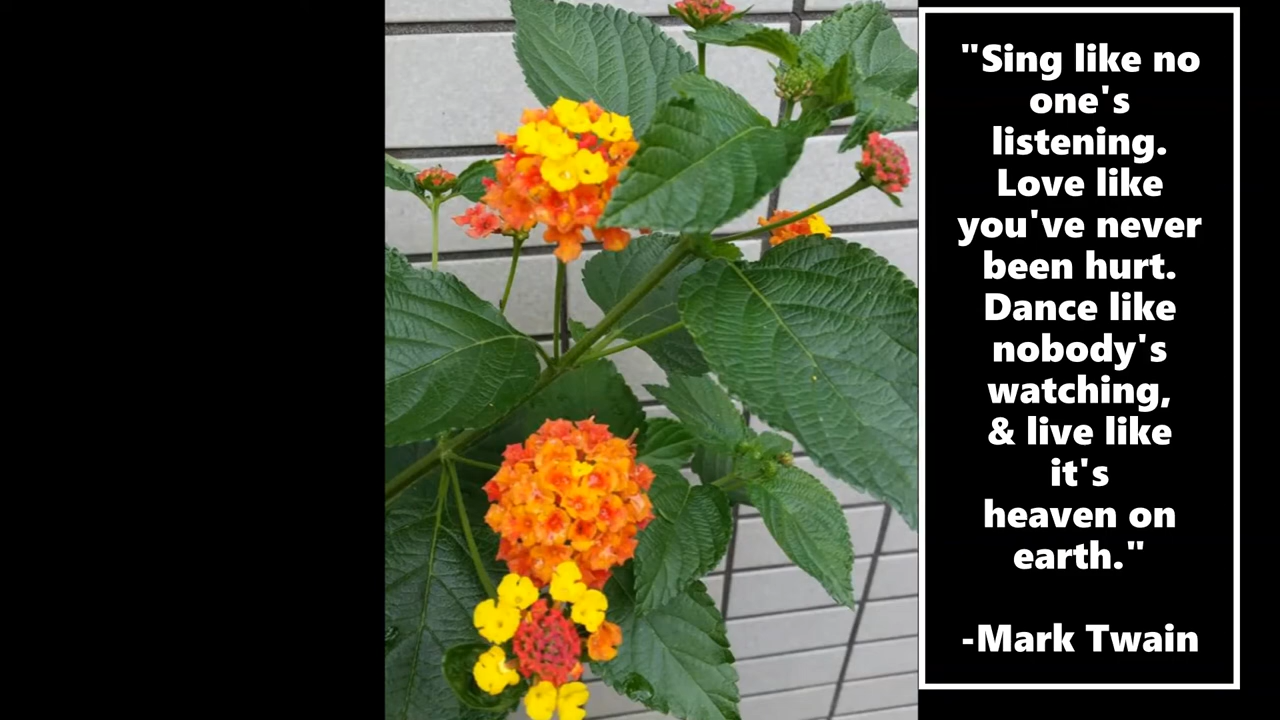 "Sing like no
one's
listening.
Love like
you've never
been hurt.
Dance like
nobody's
watching,
& live like
it's
heaven on
earth."
-Mark Twain